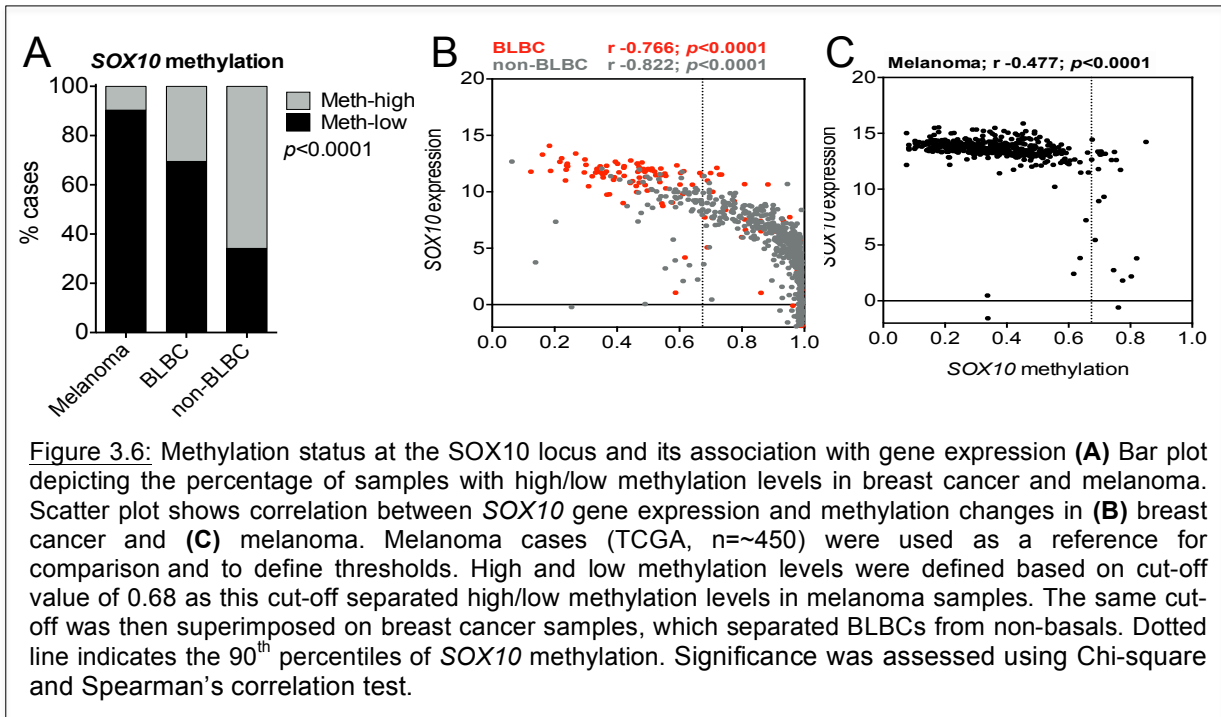 A
SOX10 methylation
100
80
60
40
20
0
% cases
Melanoma
BLBC
non-BLBC
Meth-high
Meth-low
p<0.0001
B
BLBC r -0.766; p<0.0001
non-BLBC r -0.822; p<0.0001
20
15
10
5
0
SOX10 expression
0.0 0.2 0.4 0.6 0.8 1.0
C
Melanoma; r -0.477; p<0.0001
20
15
10
5
0
SOX10 expression
0.0 0.2 0.4 0.6 0.8 1.0
SOX10 methylation
Figure 3.6: Methylation status at the SOX10 locus and its association with gene expression (A) Bar plot
depicting the percentage of samples with high/low methylation levels in breast cancer and melanoma.
Scatter plot shows correlation between SOX10 gene expression and methylation changes in (B) breast
cancer and (C) melanoma. Melanoma cases (TCGA, n=~450) were used as a reference for
comparison and to define thresholds. High and low methylation levels were defined based on cut-off
value of 0.68 as this cut-off separated high/low methylation levels in melanoma samples. The same cut-
off was then superimposed on breast cancer samples, which separated BLBCs from non-basals. Dotted
line indicates the 90th percentiles of SOX10 methylation. Significance was assessed using Chi-square
and Spearman's correlation test.